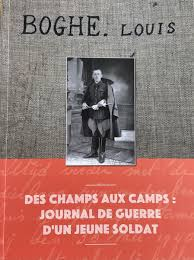 BOGHE. LOUIS
DES CHAMPS AUX CAMPS :
JOURNAL DE GUERRE
D'UN JEUNE SOLDAT